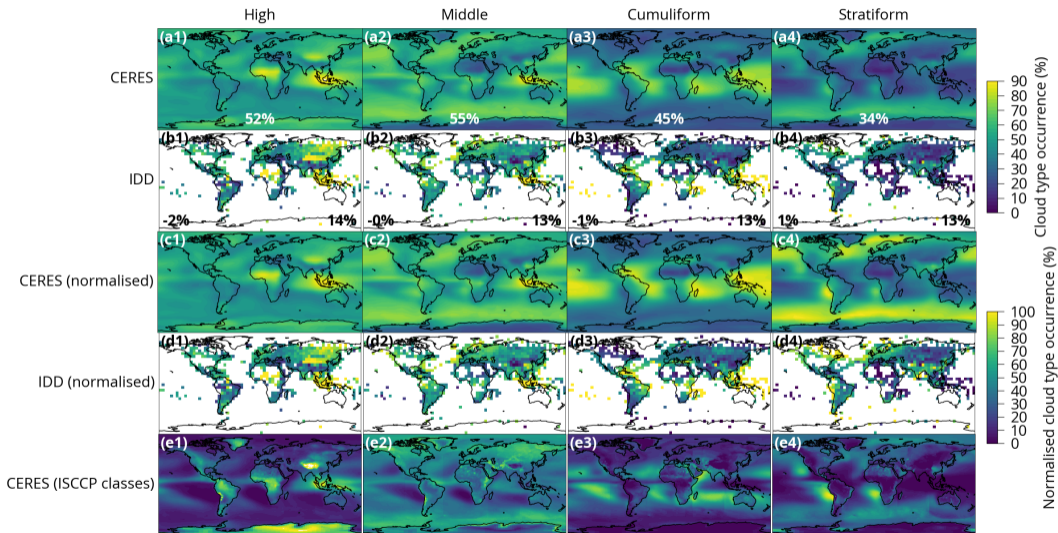 High Middle Cumuliform Stratiform
CERES (a1) (a2) (a3) (a4)
52% 55% 45% 34%
IDD (b1) (b2) (b3) (b4)
-2% 14% -0% 13% -1% 13% 1% 13%
CERES (normalised) (c1) (c2) (c3) (c4)
IDD (normalised) (d1) (d2) (d3) (d4)
CERES (ISCCP classes) (e1) (e2) (e3) (e4)
90
80
70
60
50
40
30
20
10
0
Cloud type occurrence (%)
100
90
80
70
60
50
40
30
20
10
0
Normalised cloud type occurrence (%)